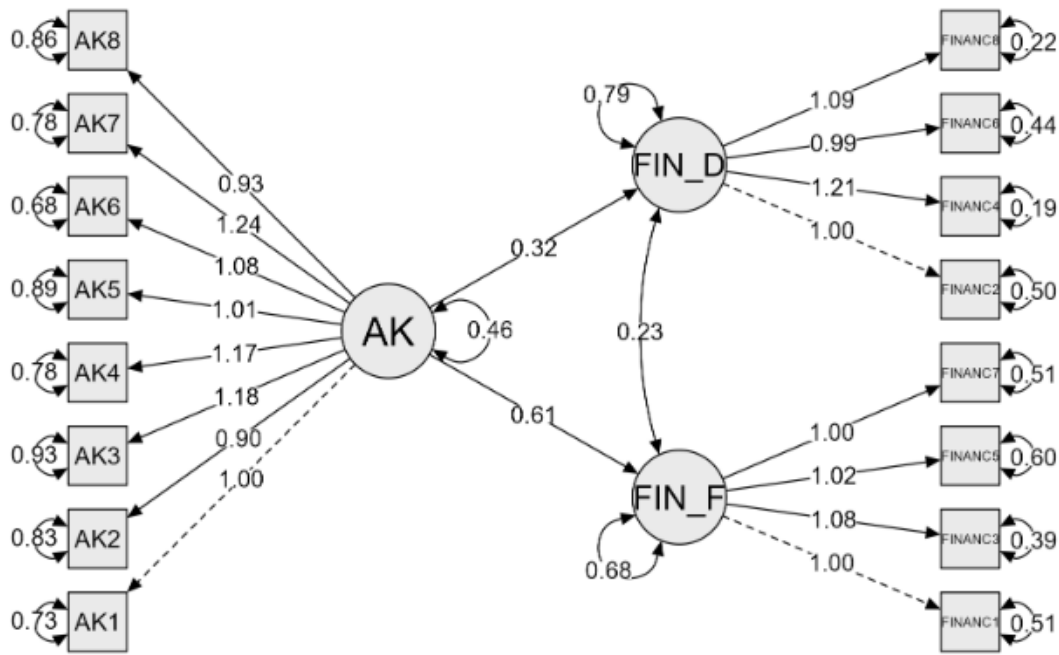 0.86 AK8
0.78 AK7
0.68 AK6
0.89 AK5
0.78 AK4
0.93 AK3
0.83 AK2
0.73 AK1
0.93
1.24
1.08
1.01
1.17
1.18
0.90
1.00
AK
0.46
0.32
0.61
0.79
FIN_D
0.23
FIN_F
0.68
1.09
0.99
1.21
1.00
1.00
1.02
1.08
1.00
FINANC8 0.22
FINANC6 0.44
FINANC4 0.19
FINANC2 0.50
FINANC7 0.51
FINANC5 0.60
FINANC3 0.39
FINANC1 0.51